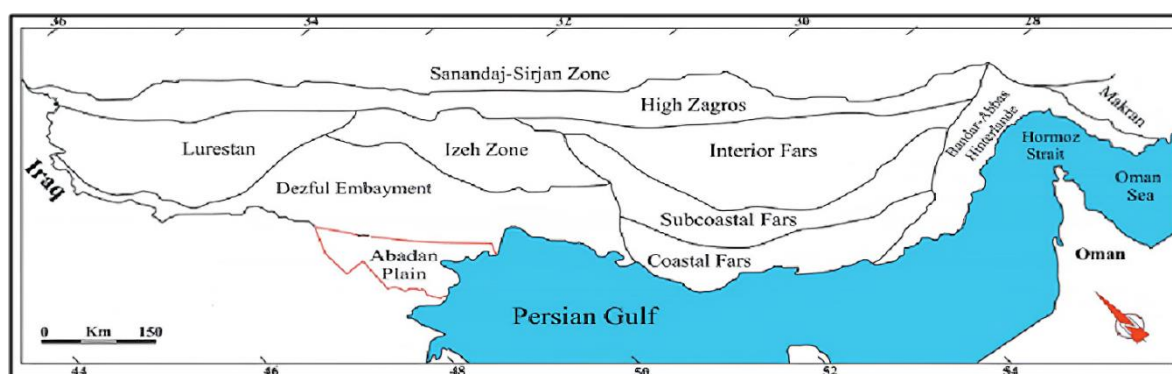 36
34
32
30
28
Sanandaj-Sirjan Zone
High Zagros
Makran
Bandar-Abbas
Hinterlande
Hormoz
Strait
Lurestan
Izeh Zone
Interior Fars
Iraq
Dezful Embayment
Oman
Sea
Subcoastal Fars
Abadan
Plain
Coastal Fars
Oman
Persian Gulf
0 Km 150
44
46
48
50
52
54